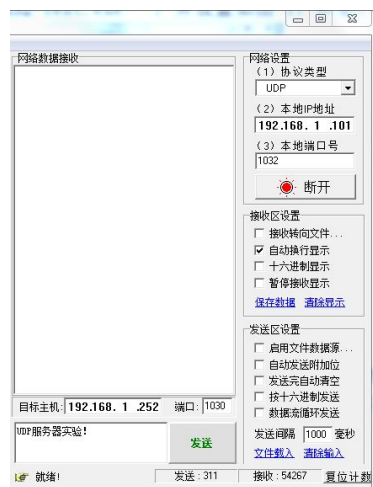 网络数据接收
网络设置
(1) 协议类型
UDP
(2) 本地IP地址
192.168. 1 .101
(3) 本地端口号
1032
断开
接收区设置
接收转向文件...
自动换行显示
十六进制显示
暂停接收显示
保存数据 清除显示
发送区设置
启用文件数据源...
自动发送附加位
发送完自动清空
按十六进制发送
数据流循环发送
发送间隔 1000 毫秒
文件载入 清除输入
目标主机: 192.168. 1 .252 端口: 1030
UDP服务器实验!
发送
就绪! 发送 : 311 接收 : 54267 复位计数